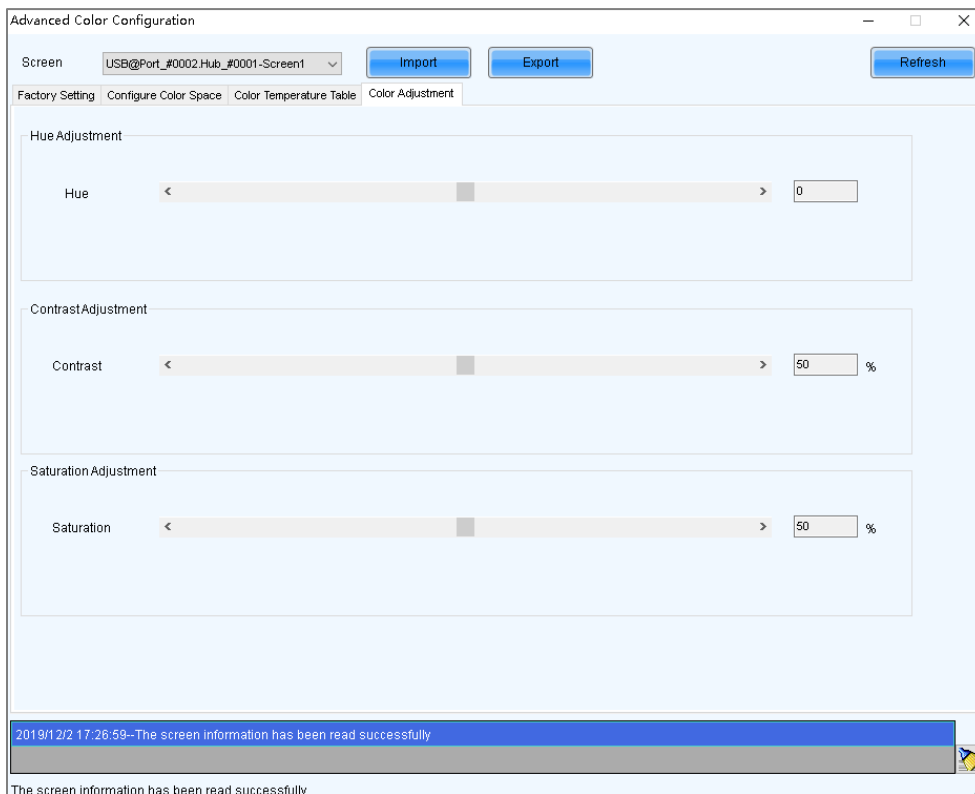 Advanced Color Configuration
Screen USB@Port_#0002.Hub_#0001-Screen1 Import Export Refresh
Factory Setting Configure Color Space Color Temperature Table Color Adjustment
Hue Adjustment
Hue 0
Contrast Adjustment
Contrast 50 %
Saturation Adjustment
Saturation 50 %
2019/12/2 17:26:59--The screen information has been read successfully
The screen information has been read successfully